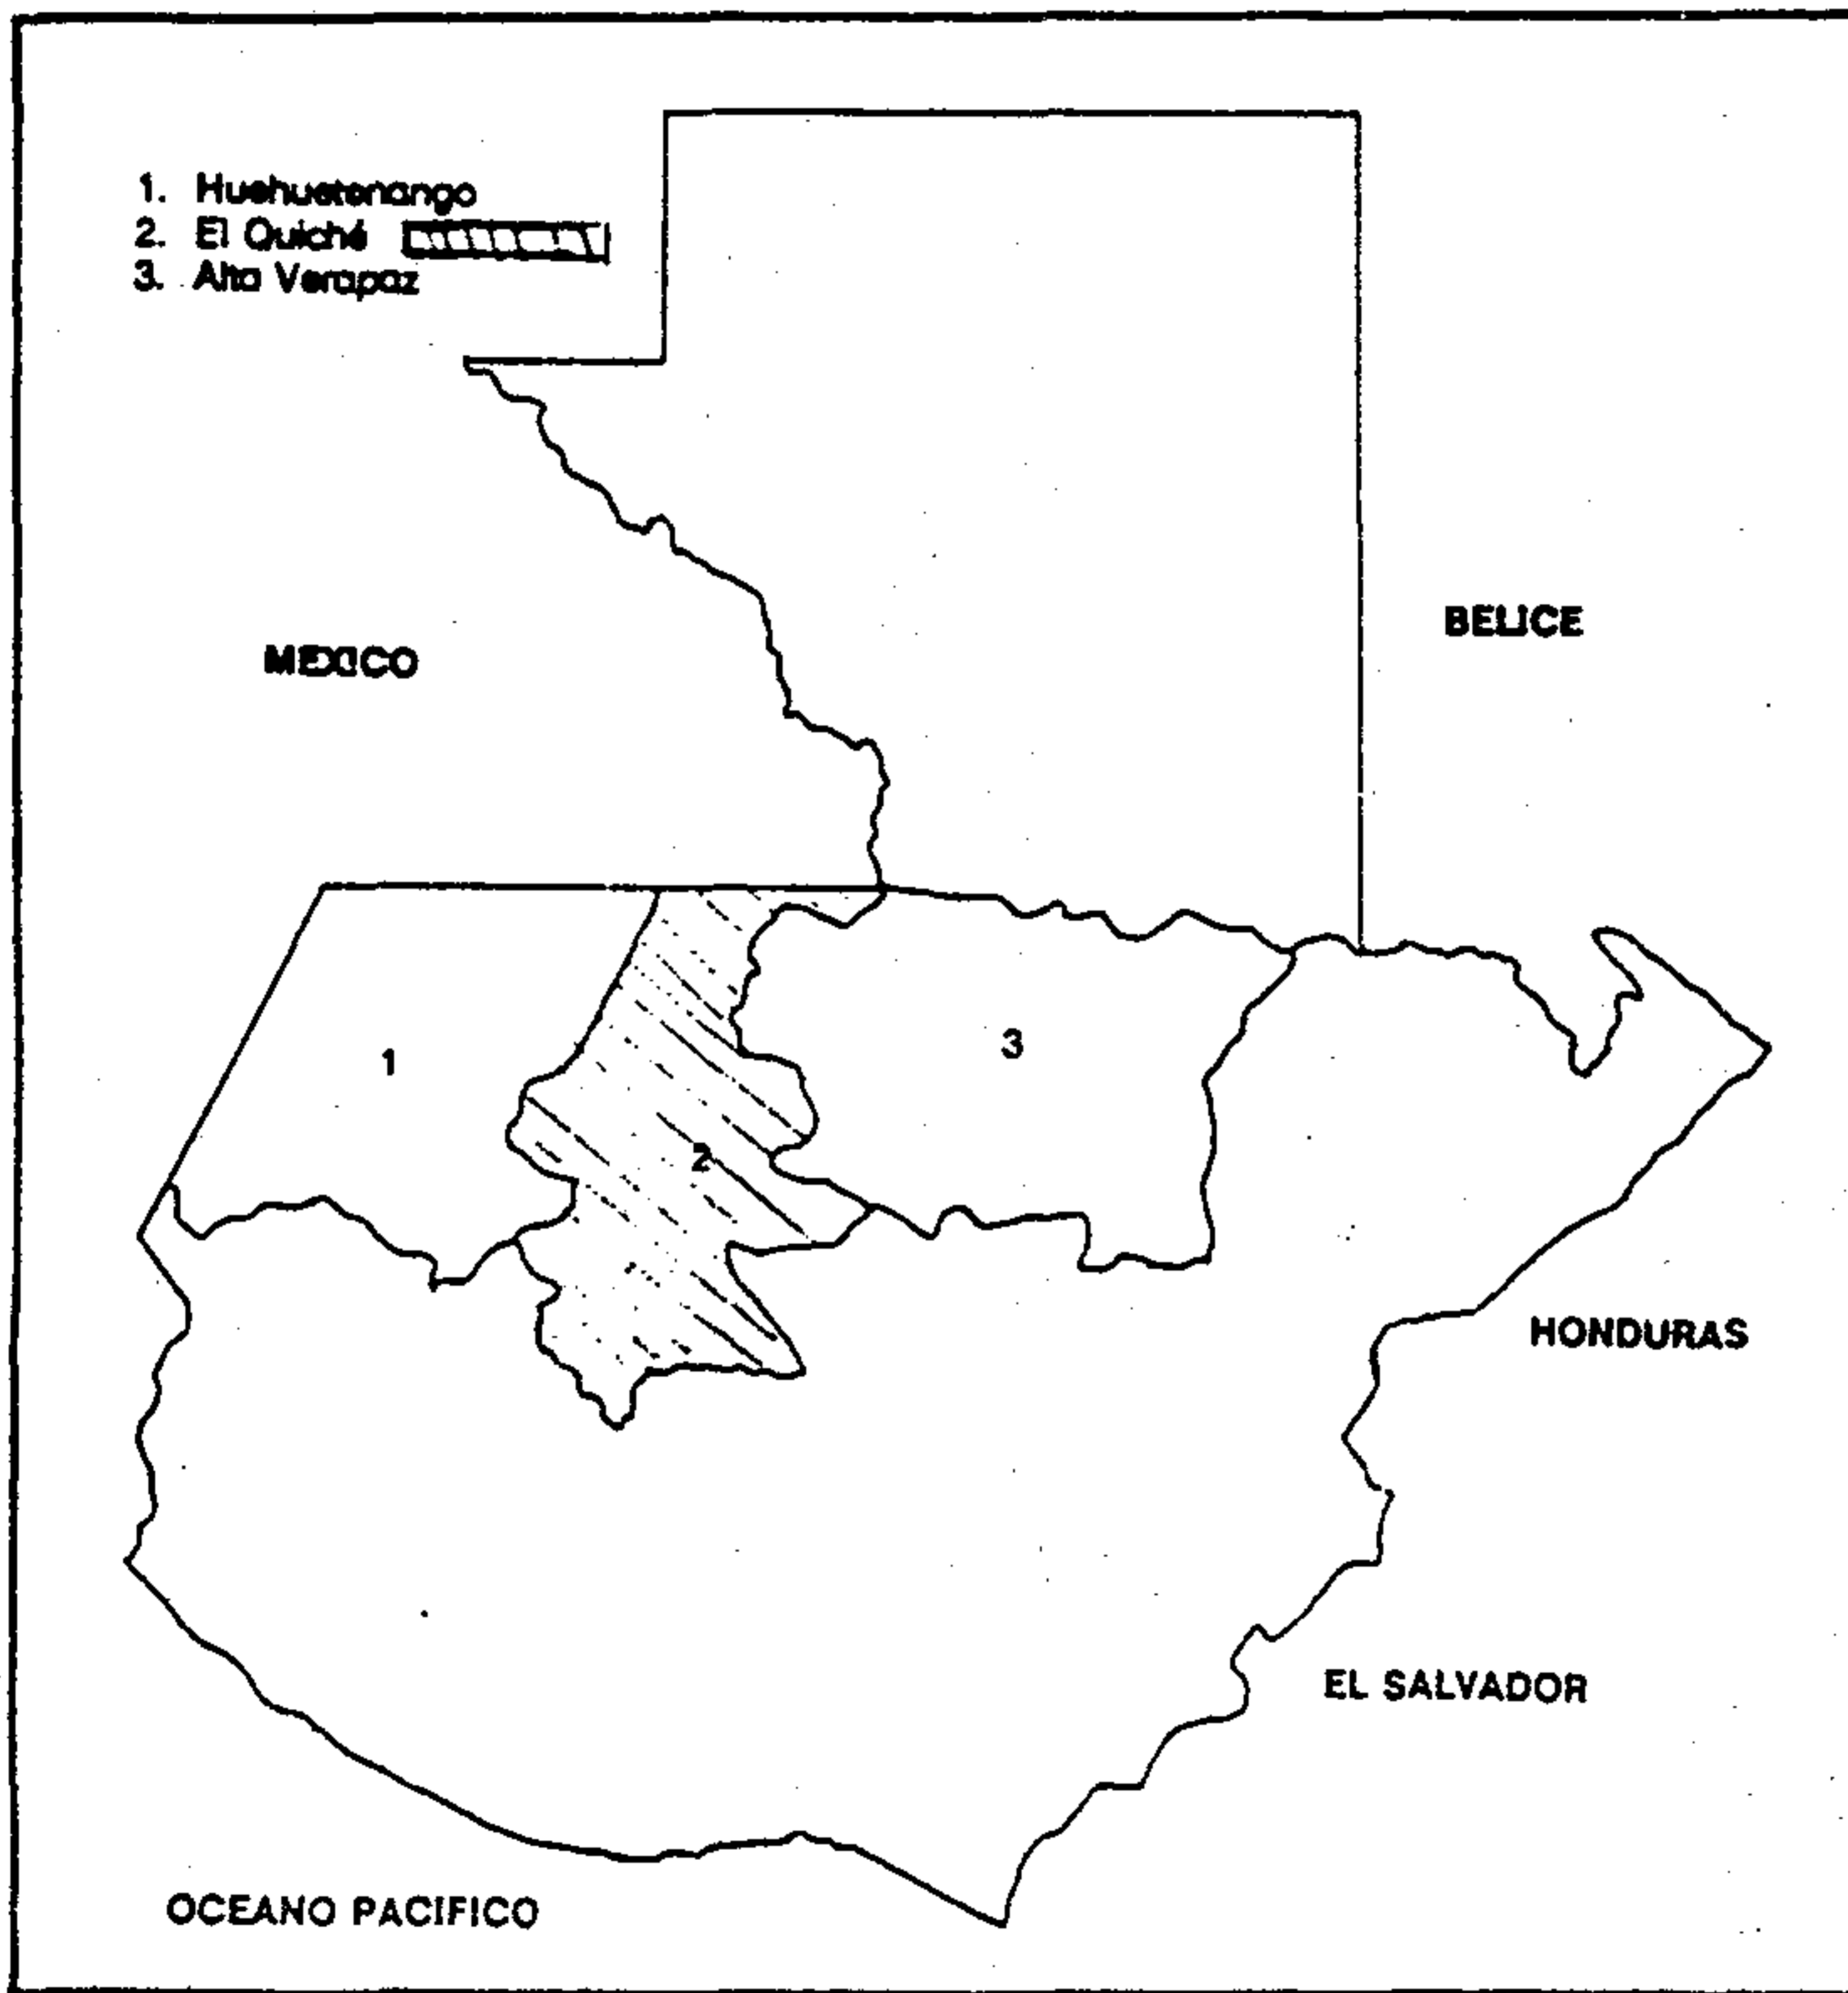 1. Huehuetenango
2. El Quiché
3. Alta Verapaz
MEXICO
BELICE
1
3
2
HONDURAS
EL SALVADOR
OCEANO PACIFICO